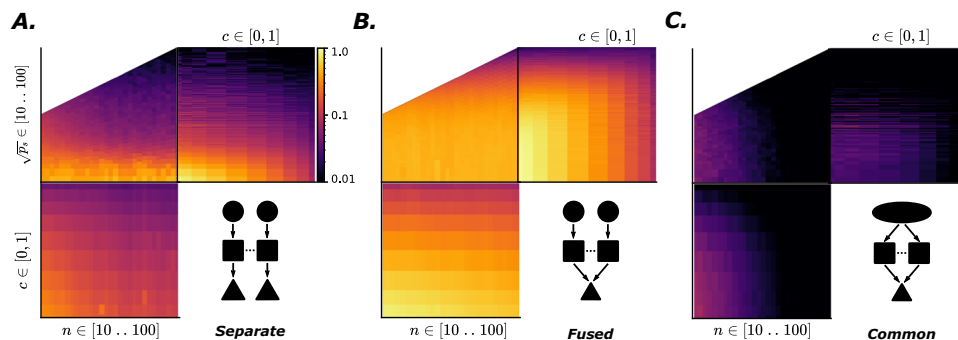 A.
B.
C.
c ∈ [0, 1]
c ∈ [0, 1]
c ∈ [0, 1]
√p_s ∈ [10 . . 100]
1.0
0.1
0.01
c ∈ [0, 1]
n ∈ [10 . . 100]
Separate
n ∈ [10 . . 100]
Fused
n ∈ [10 . . 100]
Common